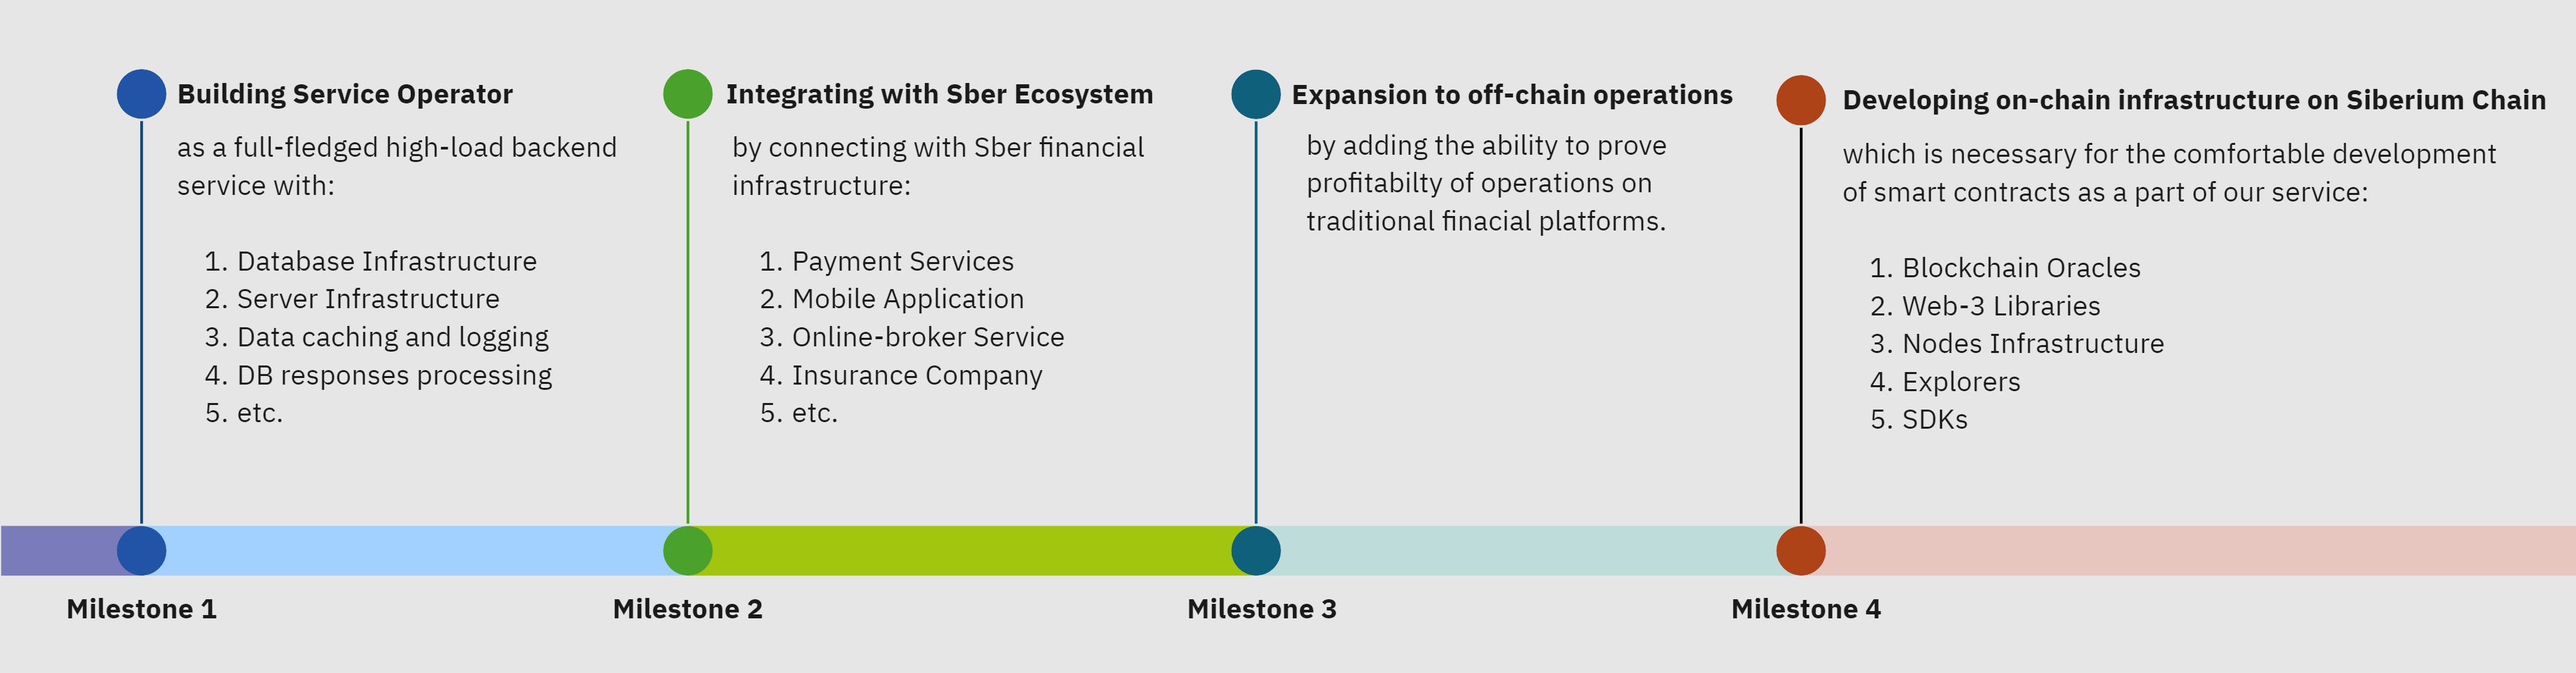 Building Service Operator
as a full-fledged high-load backend
service with:
1. Database Infrastructure
2. Server Infrastructure
3. Data caching and logging
4. DB responses processing
5. etc.
Integrating with Sber Ecosystem
by connecting with Sber financial
infrastructure:
1. Payment Services
2. Mobile Application
3. Online-broker Service
4. Insurance Company
5. etc.
Expansion to off-chain operations
by adding the ability to prove
profitabilty of operations on
traditional finacial platforms.
Developing on-chain infrastructure on Siberium Chain
which is necessary for the comfortable development
of smart contracts as a part of our service:
1. Blockchain Oracles
2. Web-3 Libraries
3. Nodes Infrastructure
4. Explorers
5. SDKs
Milestone 1
Milestone 2
Milestone 3
Milestone 4